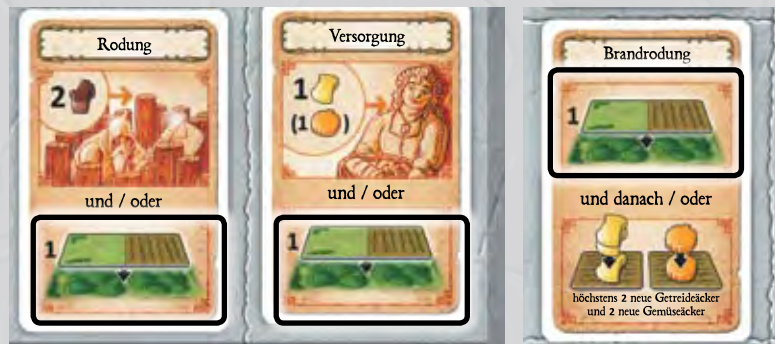 Rodung
2
und / oder
1
Versorgung
1
(1 )
und / oder
1
Brandrodung
1
und danach / oder
höchstens 2 neue Getreideäcker
und 2 neue Gemüseäcker